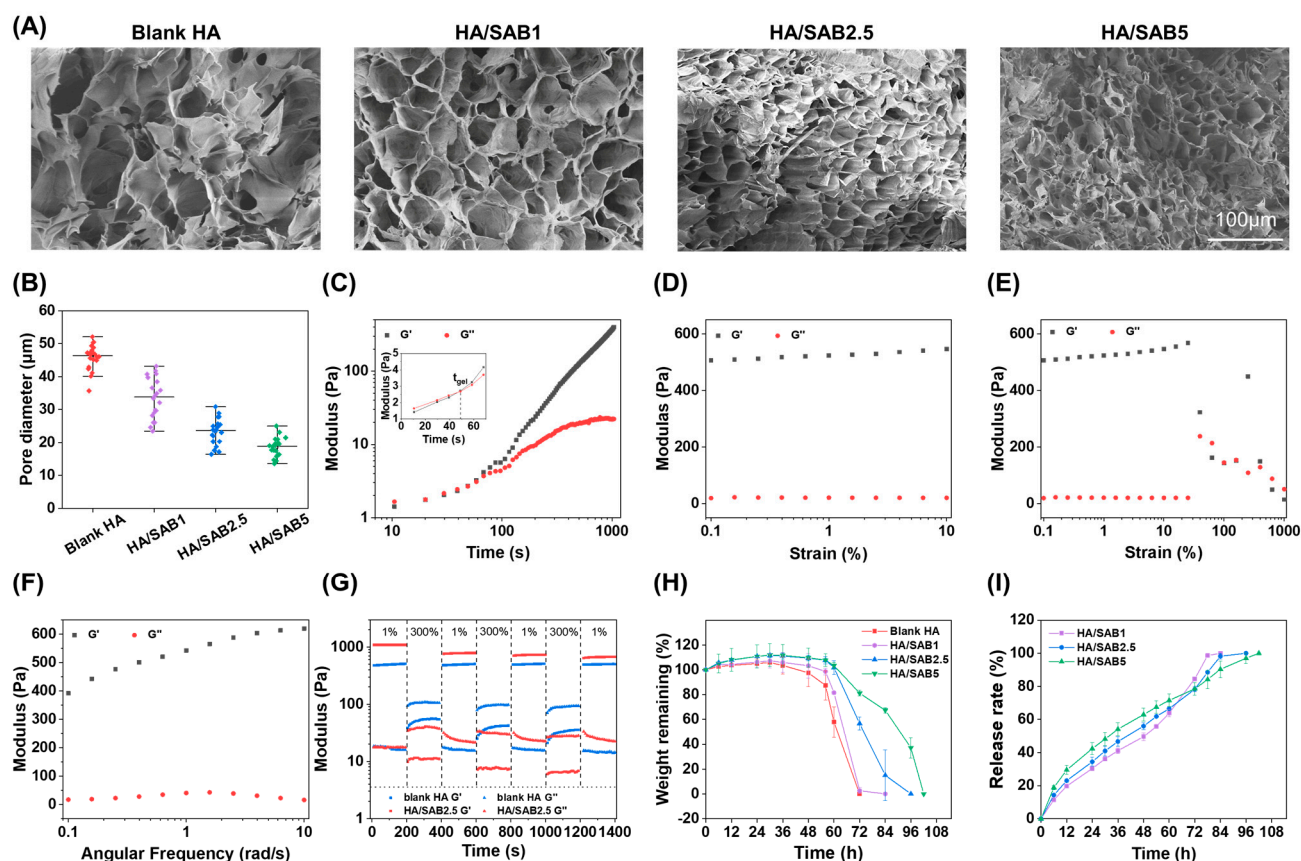 (A)
Blank HA
HA/SAB1
HA/SAB2.5
HA/SAB5
100μm
(B)
Pore diameter (μm)
60
50
40
30
20
10
0
Blank HA
HA/SAB1
HA/SAB2.5
HA/SAB5
(C)
G'
G''
Modulus (Pa)
100
10
1
10
100
1000
Time (s)
Modulus (Pa)
5
4
3
2
1
tgel
0
20
40
60
80
Time (s)
(D)
G'
G''
Modulas (Pa)
600
400
200
0
0.1
1
10
Strain (%)
(E)
G'
G''
Modulus (Pa)
600
400
200
0
0.1
1
10
100
1000
Strain (%)
(F)
G'
G''
Modulus (Pa)
600
500
400
300
200
100
0
0.1
1
10
Angular Frequency (rad/s)
(G)
1%
300%
1%
300%
1%
300%
1%
Modulus (Pa)
1000
100
10
1
blank HA G'
blank HA G''
HA/SAB2.5 G'
HA/SAB2.5 G''
0
200
400
600
800
1000
1200
1400
Time (s)
(H)
Blank HA
HA/SAB1
HA/SAB2.5
HA/SAB5
Weight remaining (%)
120
100
80
60
40
20
0
-20
0
12
24
36
48
60
72
84
96
108
Time (h)
(I)
HA/SAB1
HA/SAB2.5
HA/SAB5
Release rate (%)
120
100
80
60
40
20
0
0
12
24
36
48
60
72
84
96
108
Time (h)